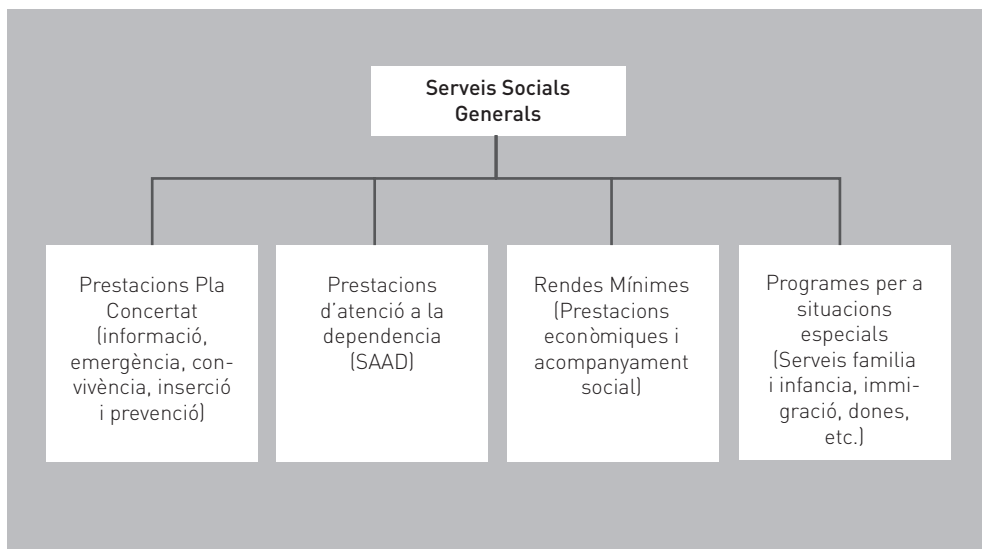 Serveis Socials
Generals
Prestacions Pla
Concertat
(informació,
emergència, con-
vivència, inserció
i prevenció)
Prestacions
d'atenció a la
dependencia
(SAAD)
Rendes Mínimes
(Prestacions
econòmiques i
acompanyament
social)
Programes per a
situacions
especials
(Serveis familia
i infancia, immi-
gració, dones,
etc.)